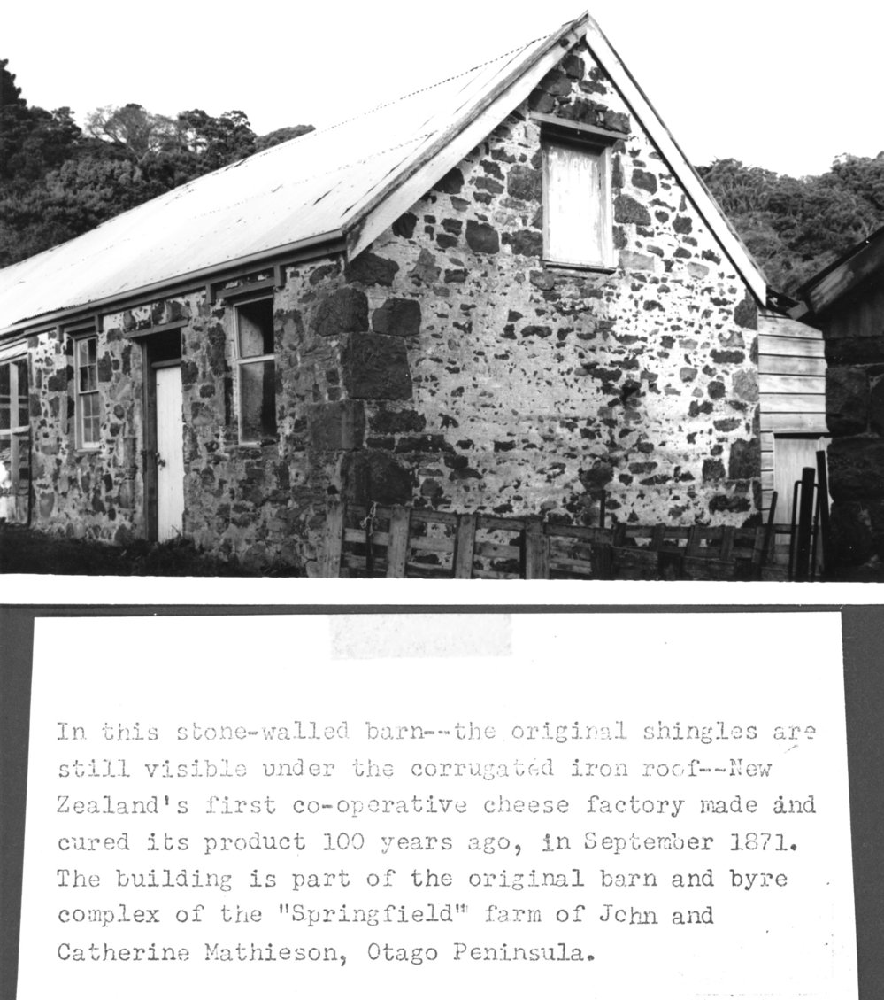 In this stone-walled barn--the original shingles are
still visible under the corrugated iron roof--New
Zealand's first co-operative cheese factory made and
cured its product 100 years ago, in September 1871.
The building is part of the original barn and byre
complex of the "Springfield" farm of John and
Catherine Mathieson, Otago Peninsula.